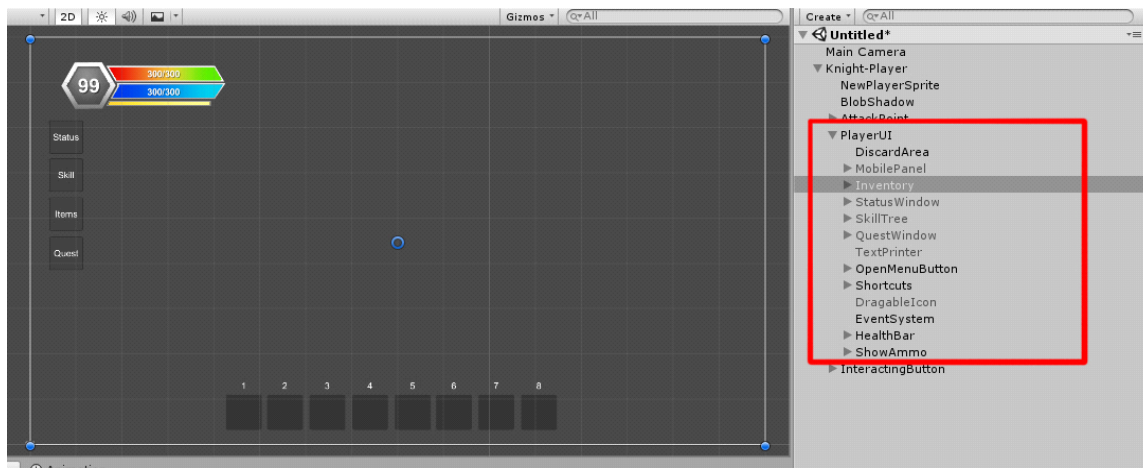 2D Gizmos All
99
300/300
300/300
Status
Skill
Items
Quest
1 2 3 4 5 6 7 8
Create All
Untitled*
Main Camera
Knight-Player
NewPlayerSprite
BlobShadow
AttackPoint
PlayerUI
DiscardArea
MobilePanel
Inventory
StatusWindow
SkillTree
QuestWindow
TextPrinter
OpenMenuButton
Shortcuts
DragableIcon
EventSystem
HealthBar
ShowAmmo
InteractingButton